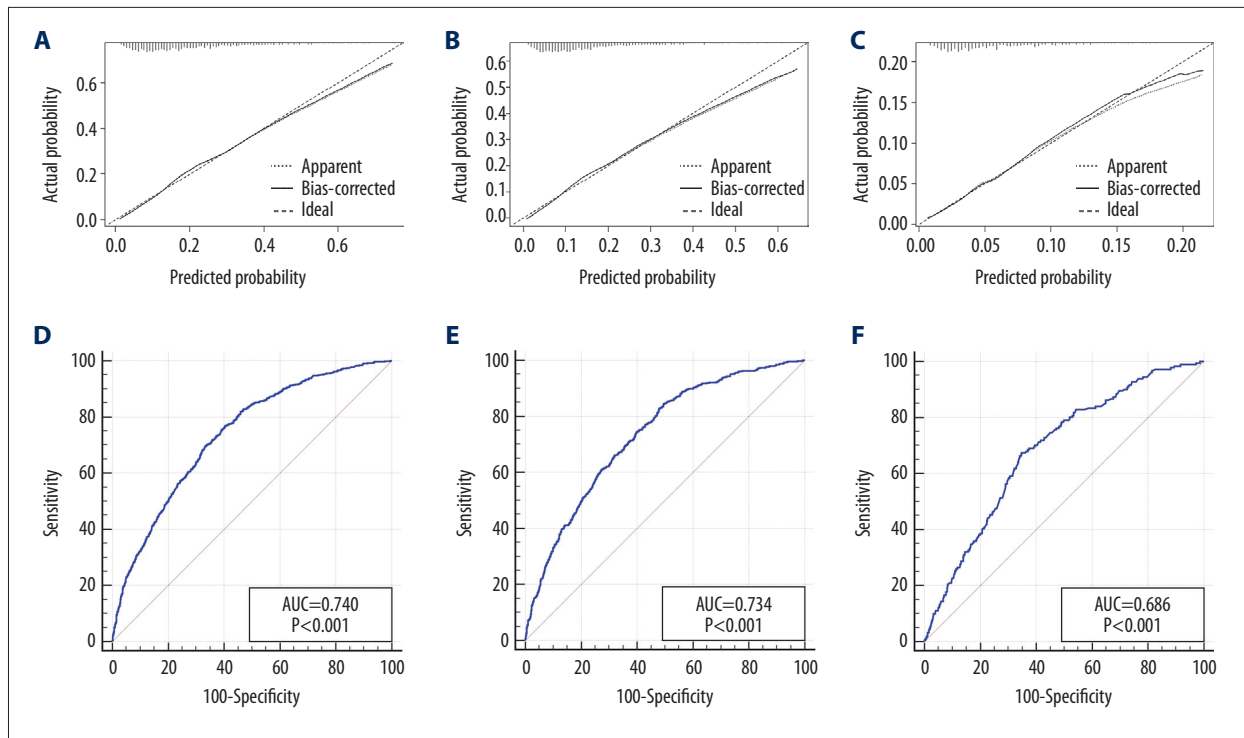 A
Actual probability
0.6
0.4
0.2
0.0
Apparent
Bias-corrected
Ideal
0.0 0.2 0.4 0.6
Predicted probability
B
Actual probability
0.6
0.5
0.4
0.3
0.2
0.1
0.0
Apparent
Bias-corrected
Ideal
0.0 0.1 0.2 0.3 0.4 0.5 0.6
Predicted probability
C
Actual probability
0.20
0.15
0.10
0.05
0.00
Apparent
Bias-corrected
Ideal
0.00 0.05 0.10 0.15 0.20
Predicted probability
D
Sensitivity
100
80
60
40
20
0
AUC=0.740
P<0.001
0 20 40 60 80 100
100-Specificity
E
Sensitivity
100
80
60
40
20
0
AUC=0.734
P<0.001
0 20 40 60 80 100
100-Specificity
F
Sensitivity
100
80
60
40
20
0
AUC=0.686
P<0.001
0 20 40 60 80 100
100-Specificity